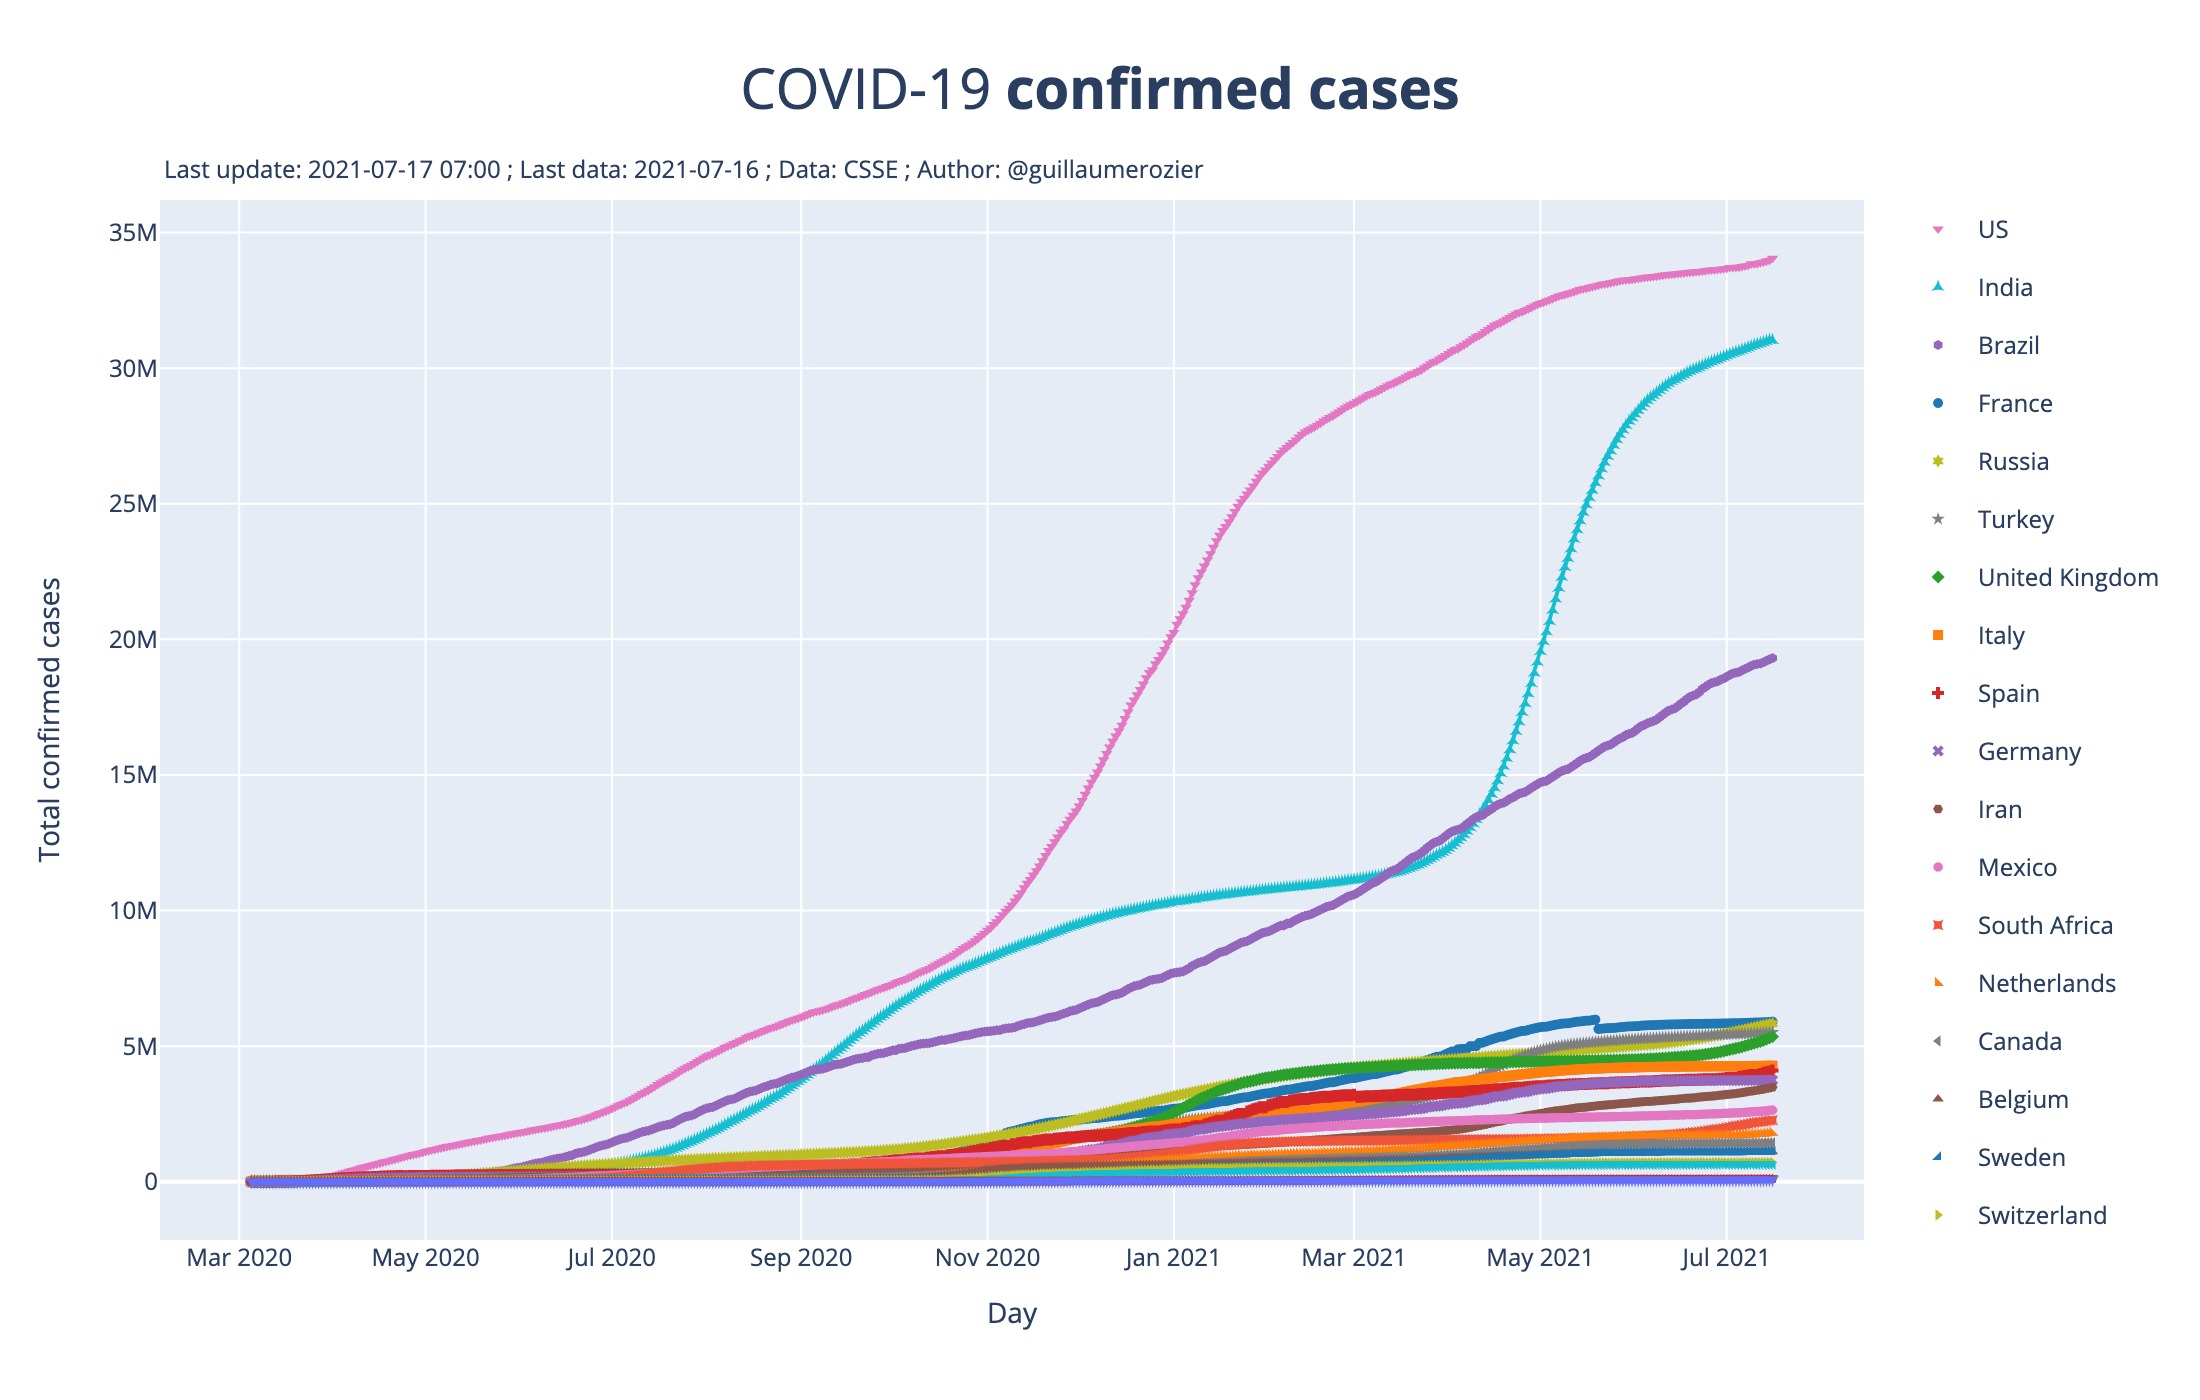 COVID-19 confirmed cases
Last update: 2021-07-17 07:00 ; Last data: 2021-07-16 ; Data: CSSE ; Author: @guillaumerozier
Total confirmed cases
35M
30M
25M
20M
15M
10M
5M
0
Mar 2020
May 2020
Jul 2020
Sep 2020
Nov 2020
Jan 2021
Mar 2021
May 2021
Jul 2021
Day
US
India
Brazil
France
Russia
Turkey
United Kingdom
Italy
Spain
Germany
Iran
Mexico
South Africa
Netherlands
Canada
Belgium
Sweden
Switzerland